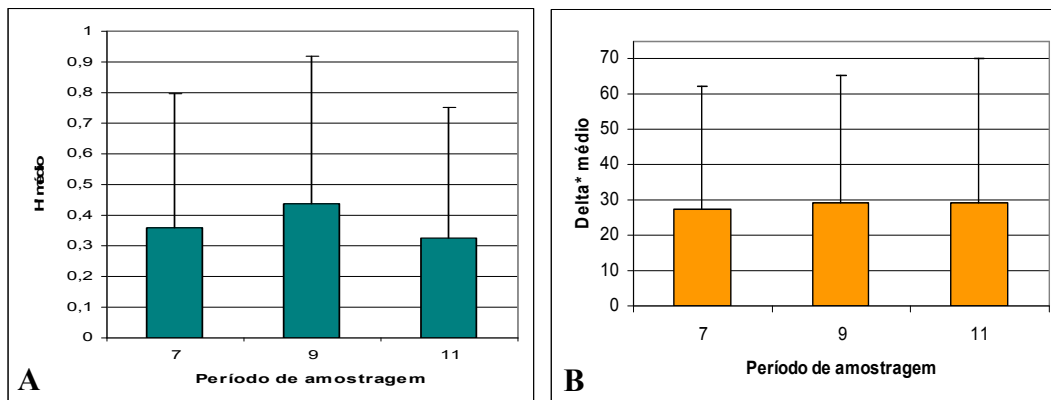 1
0,9
0,8
0,7
0,6
0,5
0,4
0,3
0,2
0,1
0
H médio
7 9 11
Período de amostragem
A
70
60
50
40
30
20
10
0
Delta* médio
7 9 11
Período de amostragem
B